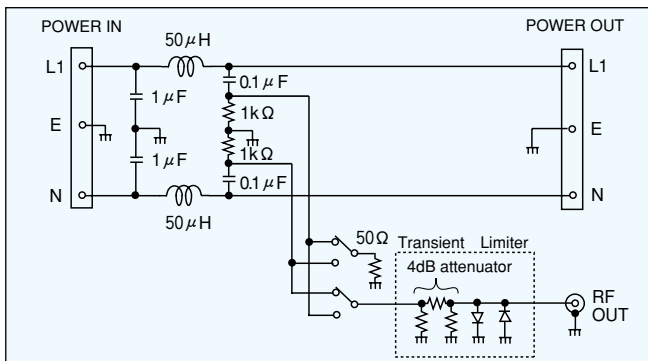 POWER IN
POWER OUT
50μH
L1
L1
0.1μF
1μF
1kΩ
E
E
1kΩ
1μF
0.1μF
N
N
50μH
50Ω
Transient Limiter
4dB attenuator
RF
OUT